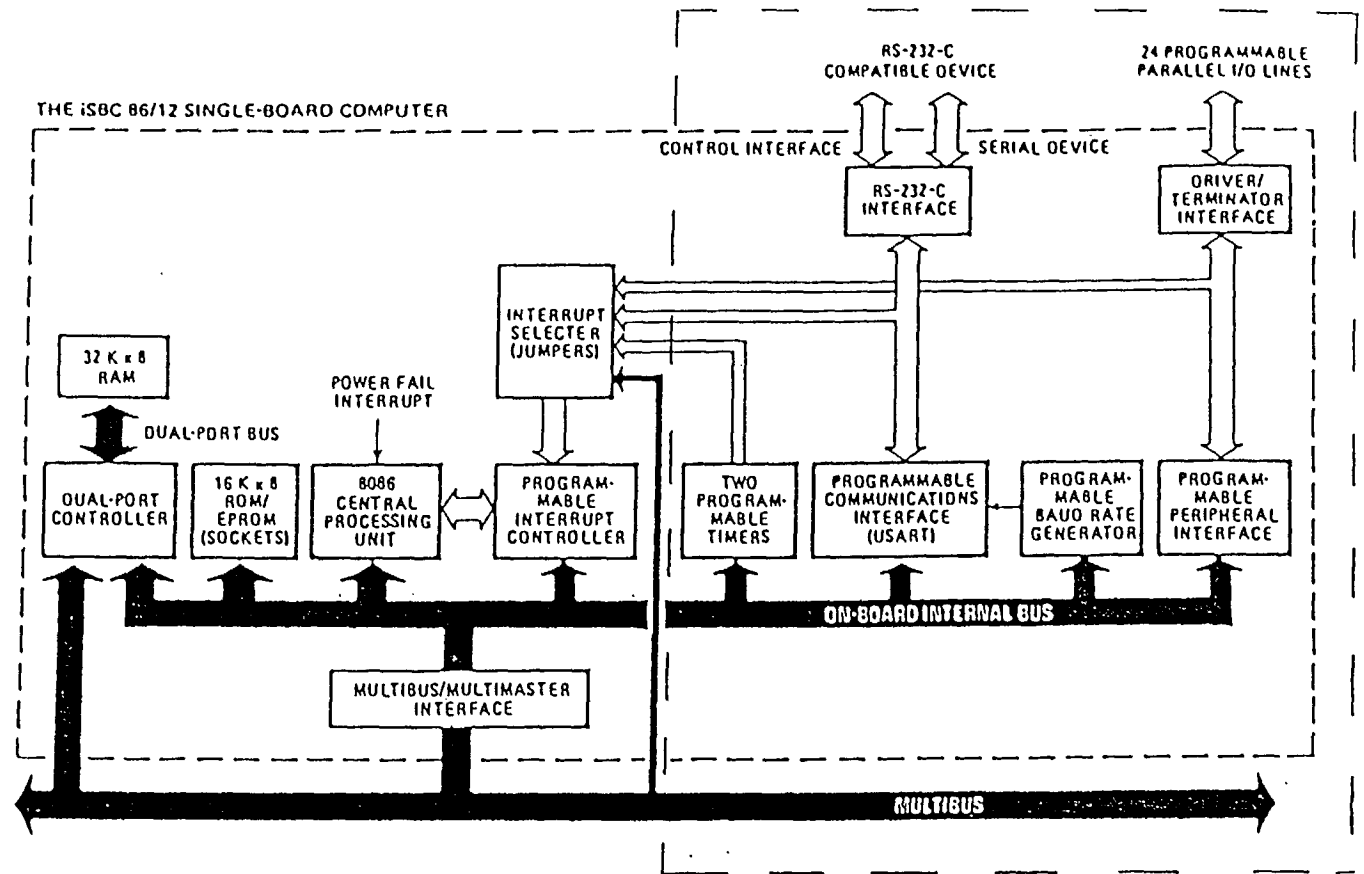 RS-232-C
COMPATIBLE DEVICE
24 PROGRAMMABLE
PARALLEL I/O LINES
THE iSBC 86/12 SINGLE-BOARD COMPUTER
CONTROL INTERFACE
SERIAL DEVICE
RS-232-C
INTERFACE
DRIVER/
TERMINATOR
INTERFACE
INTERRUPT
SELECTER
(JUMPERS)
32 K x 8
RAM
POWER FAIL
INTERRUPT
DUAL-PORT BUS
DUAL-PORT
CONTROLLER
16 K x 8
ROM/
EPROM
(SOCKETS)
8086
CENTRAL
PROCESSING
UNIT
PROGRAM-
MABLE
INTERRUPT
CONTROLLER
TWO
PROGRAM-
MABLE
TIMERS
PROGRAMMABLE
COMMUNICATIONS
INTERFACE
(USART)
PROGRAM-
MABLE
BAUD RATE
GENERATOR
PROGRAM-
MABLE
PERIPHERAL
INTERFACE
ON-BOARD INTERNAL BUS
MULTIBUS/MULTIMASTER
INTERFACE
MULTIBUS